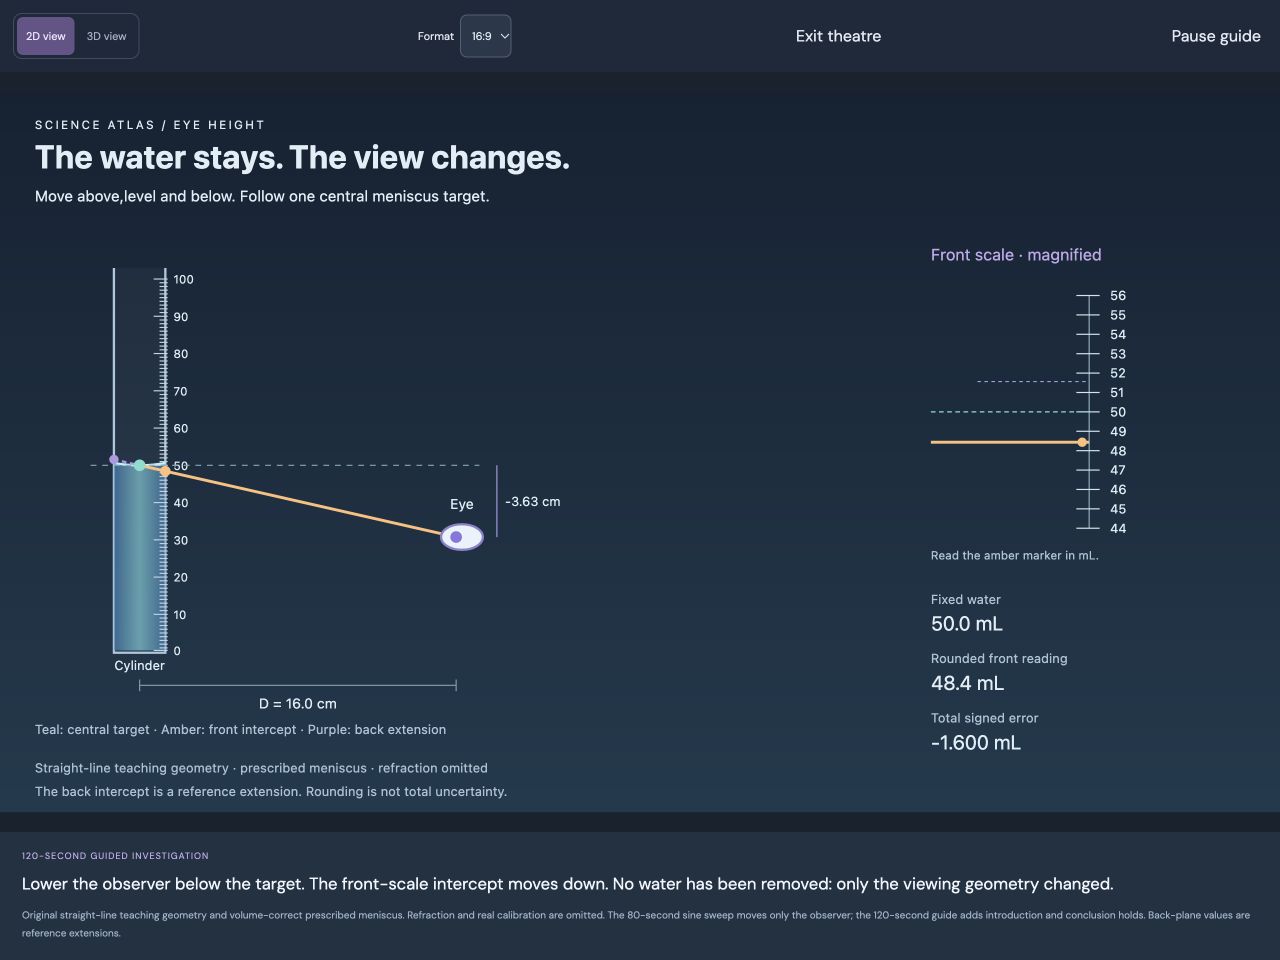 2D view
3D view
Format
16:9
Exit theatre
Pause guide
SCIENCE ATLAS / EYE HEIGHT
The water stays. The view changes.
Move above,level and below. Follow one central meniscus target.
100
90
80
70
60
50
40
30
20
10
0
Eye
-3.63 cm
Cylinder
D = 16.0 cm
Teal: central target · Amber: front intercept · Purple: back extension
Straight-line teaching geometry · prescribed meniscus · refraction omitted
The back intercept is a reference extension. Rounding is not total uncertainty.
Front scale · magnified
56
55
54
53
52
51
50
49
48
47
46
45
44
Read the amber marker in mL.
Fixed water
50.0 mL
Rounded front reading
48.4 mL
Total signed error
-1.600 mL
120-SECOND GUIDED INVESTIGATION
Lower the observer below the target. The front-scale intercept moves down. No water has been removed: only the viewing geometry changed.
Original straight-line teaching geometry and volume-correct prescribed meniscus. Refraction and real calibration are omitted. The 80-second sine sweep moves only the observer; the 120-second guide adds introduction and conclusion holds. Back-plane values are
reference extensions.